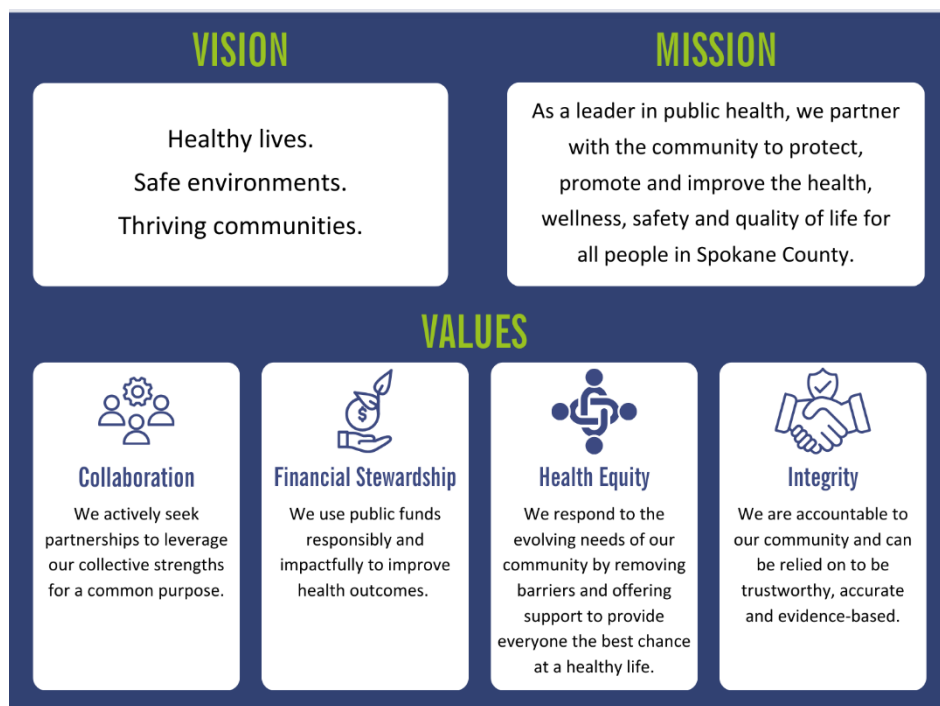 VISION
Healthy lives.
Safe environments.
Thriving communities.
MISSION
As a leader in public health, we partner
with the community to protect,
promote and improve the health,
wellness, safety and quality of life for
all people in Spokane County.
VALUES
$
Collaboration
We actively seek
partnerships to leverage
our collective strengths
for a common purpose.
Financial Stewardship
We use public funds
responsibly and
impactfully to improve
health outcomes.
Health Equity
We respond to the
evolving needs of our
community by removing
barriers and offering
support to provide
everyone the best chance
at a healthy life.
Integrity
We are accountable to
our community and can
be relied on to be
trustworthy, accurate
and evidence-based.